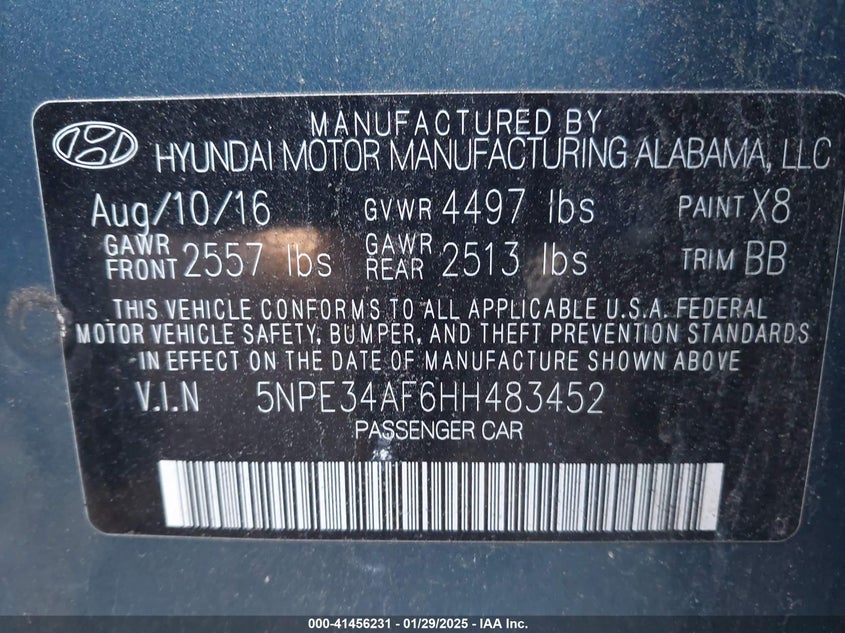 MANUFACTURED BY
HYUNDAI MOTOR MANUFACTURING ALABAMA, LLC
Aug/10/16 GVWR 4497 lbs PAINT X8
GAWR FRONT 2557 lbs GAWR REAR 2513 lbs TRIM BB
THIS VEHICLE CONFORMS TO ALL APPLICABLE U.S.A. FEDERAL
MOTOR VEHICLE SAFETY, BUMPER, AND THEFT PREVENTION STANDARDS
IN EFFECT ON THE DATE OF MANUFACTURE SHOWN ABOVE
V.I.N 5NPE34AF6HH483452
PASSENGER CAR
000-41456231 - 01/29/2025 - IAA Inc.